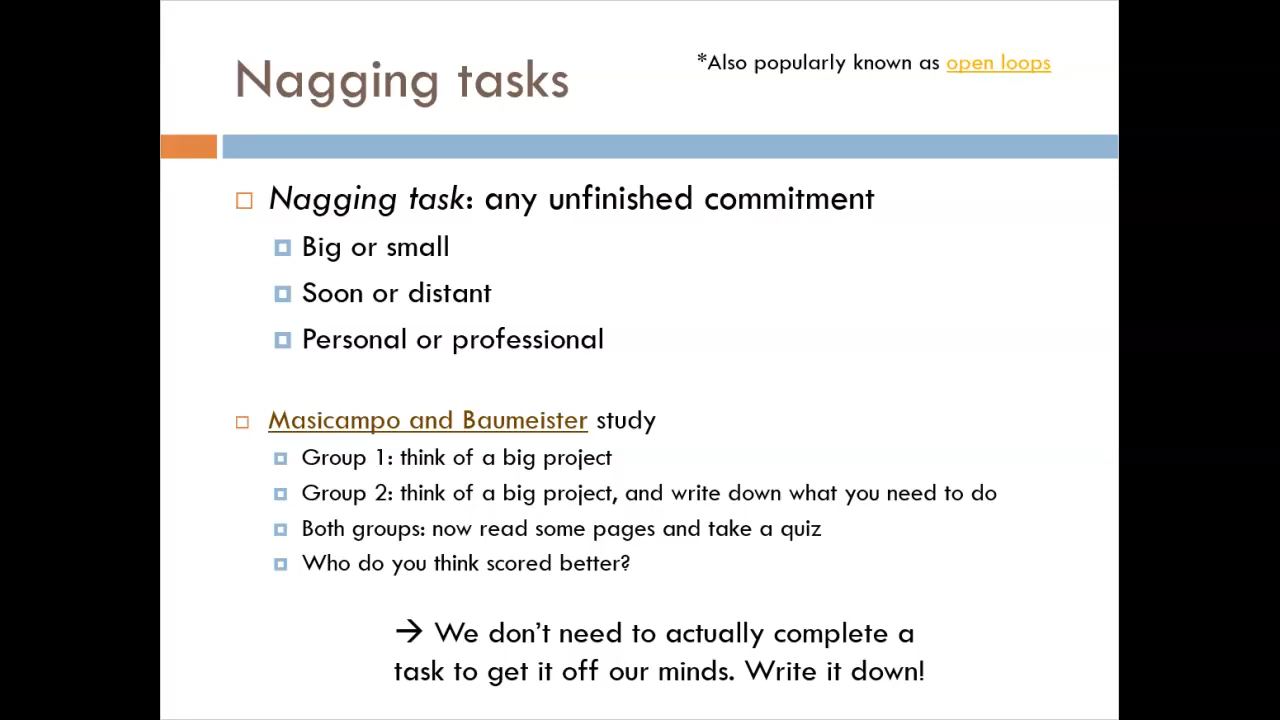 Nagging tasks
*Also popularly known as open loops
Nagging task: any unfinished commitment
Big or small
Soon or distant
Personal or professional
Masicampo and Baumeister study
Group 1: think of a big project
Group 2: think of a big project, and write down what you need to do
Both groups: now read some pages and take a quiz
Who do you think scored better?
→ We don’t need to actually complete a
task to get it off our minds. Write it down!